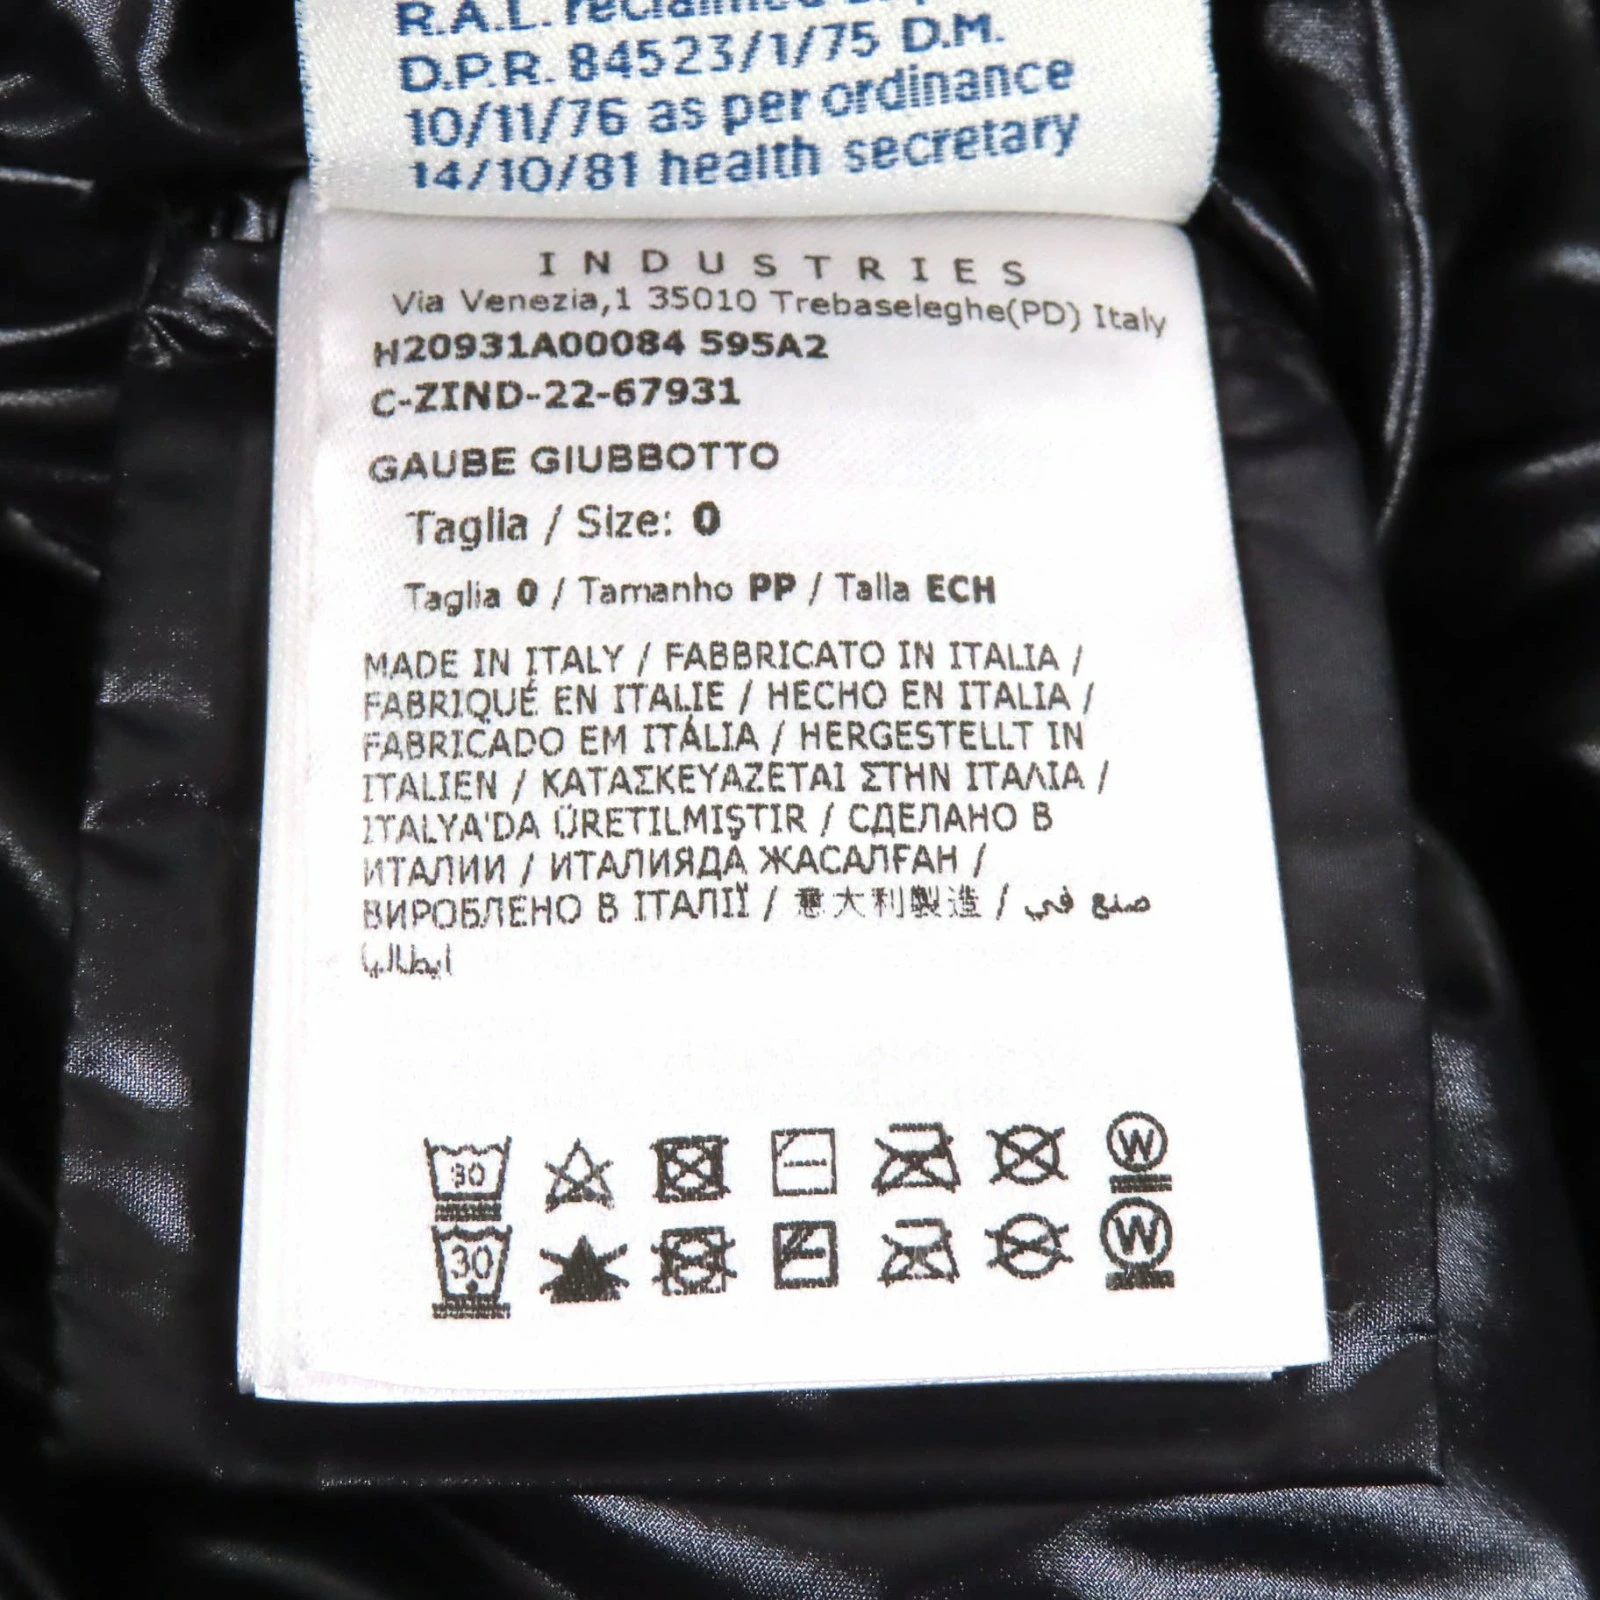 R.A.L. reclaimed
D.P.R. 84523/1/75 D.M.
10/11/76 as per ordinance
14/10/81 health secretary
INDUSTRIES
Via Venezia,1 35010 Trebaseleghe(PD) Italy
H20931A00084 595A2
C-ZIND-22-67931
GAUBE GIUBBOTTO
Taglia / Size: 0
Taglia 0 / Tamanho PP / Talla ECH
MADE IN ITALY / FABBRICATO IN ITALIA /
FABRIQUÉ EN ITALIE / HECHO EN ITALIA /
FABRICADO EM ITÁLIA / HERGESTELLT IN
ITALIEN / ΚΑΤΑΣΚΕΥΑΖΕΤΑΙ ΣΤΗΝ ΙΤΑΛΙΑ /
ITALYA'DA ÜRETILMIŞTIR / СДЕЛАНО В
ИТАЛИИ / ИТАЛИЯДА ЖАСАЛҒАН /
ВИРОБЛЕНО В ІТАЛІЇ / 意大利製造 / صنع في
ايطاليا
30 W
30 W